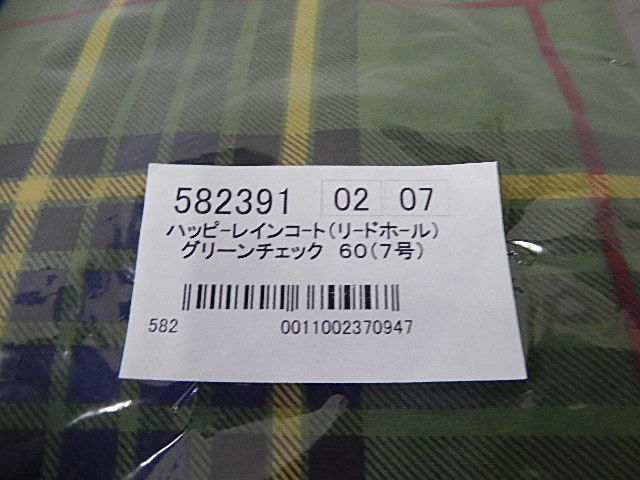 582391 02 07
ハッピーレインコート(リードホール)
グリーンチェック 60(7号)
582 0011002370947